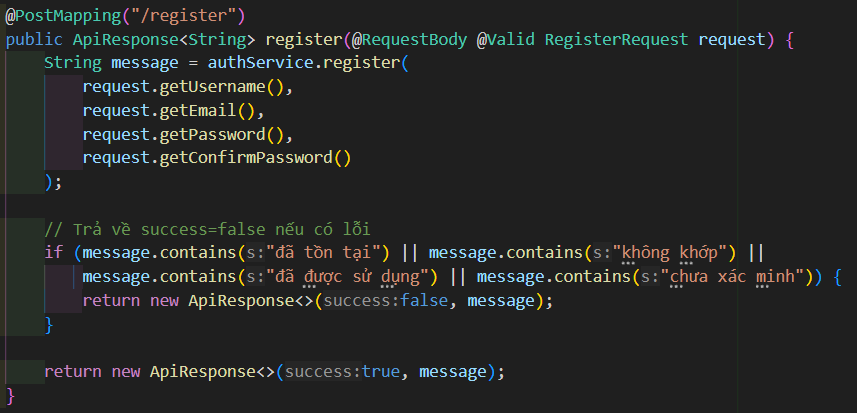 @PostMapping("/register")
public ApiResponse<String> register(@RequestBody @Valid RegisterRequest request) {
    String message = authService.register(
        request.getUsername(),
        request.getEmail(),
        request.getPassword(),
        request.getConfirmPassword()
    );

    // Trả về success=false nếu có lỗi
    if (message.contains(s:"đã tồn tại") || message.contains(s:"không khớp") ||
        message.contains(s:"đã được sử dụng") || message.contains(s:"chưa xác minh")) {
        return new ApiResponse<>(success:false, message);
    }

    return new ApiResponse<>(success:true, message);
}